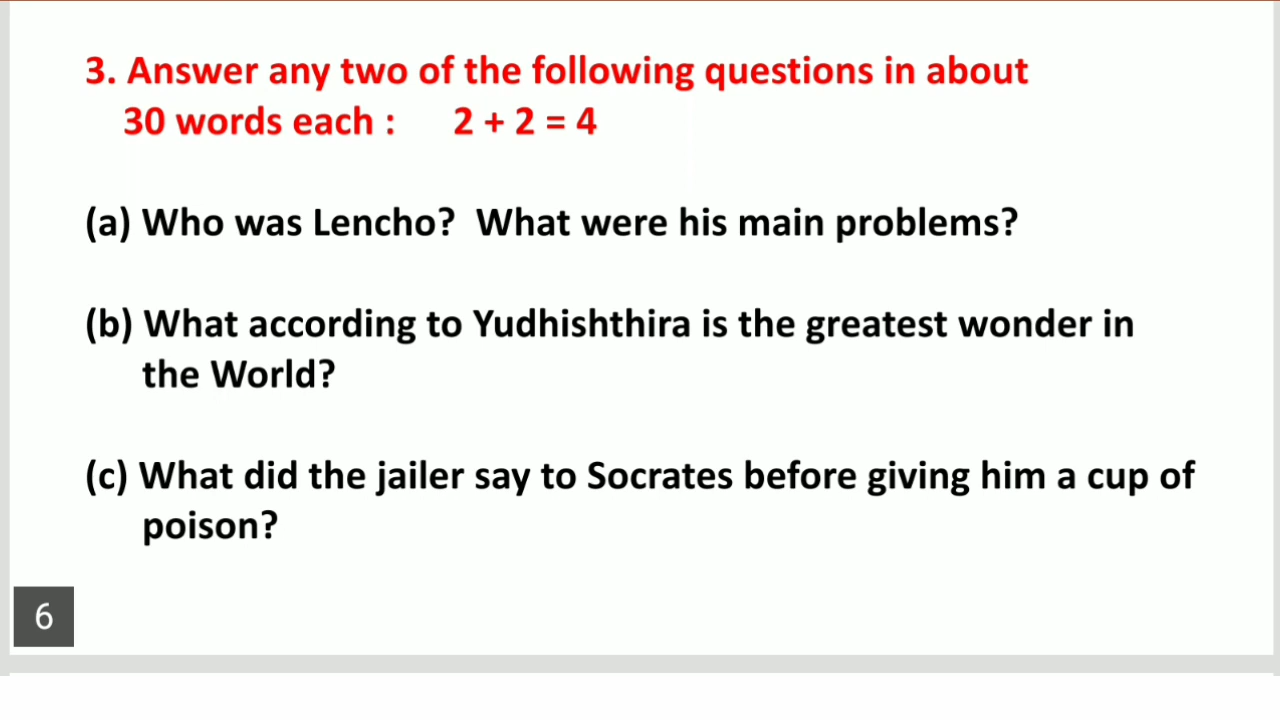 3. Answer any two of the following questions in about
30 words each : 2 + 2 = 4
(a) Who was Lencho? What were his main problems?
(b) What according to Yudhishthira is the greatest wonder in
the World?
(c) What did the jailer say to Socrates before giving him a cup of
poison?
6